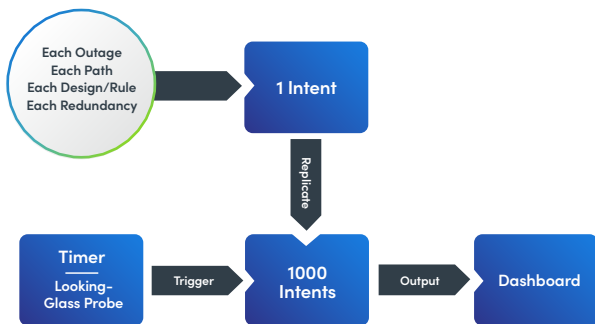 Each Outage
Each Path
Each Design/Rule
Each Redundancy
1 Intent
Replicate
Timer
Looking-
Glass Probe
Trigger
1000
Intents
Output
Dashboard